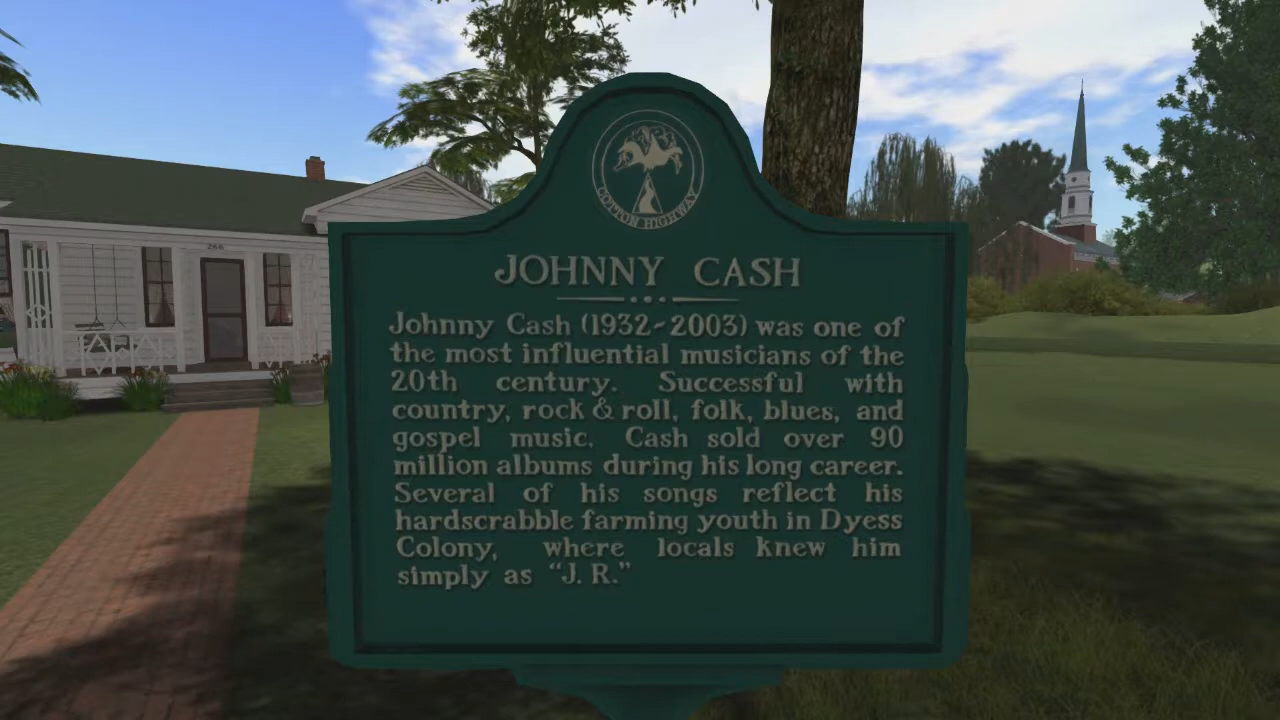 266
COTTON HIGHWAY
JOHNNY CASH
Johnny Cash (1932-2003) was one of
the most influential musicians of the
20th century. Successful with
country, rock & roll, folk, blues, and
gospel music. Cash sold over 90
million albums during his long career.
Several of his songs reflect his
hardscrabble farming youth in Dyess
Colony, where locals knew him
simply as "J. R."